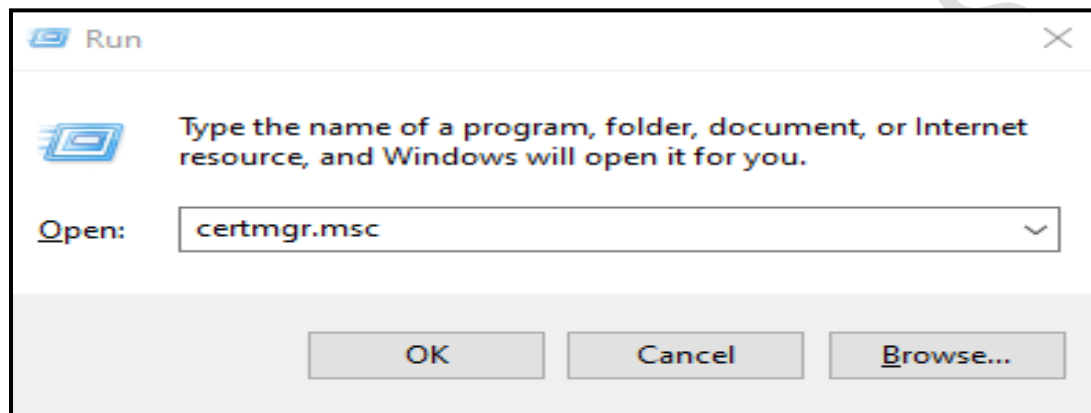 Run
Type the name of a program, folder, document, or Internet
resource, and Windows will open it for you.
Open: certmgr.msc
OK Cancel Browse...